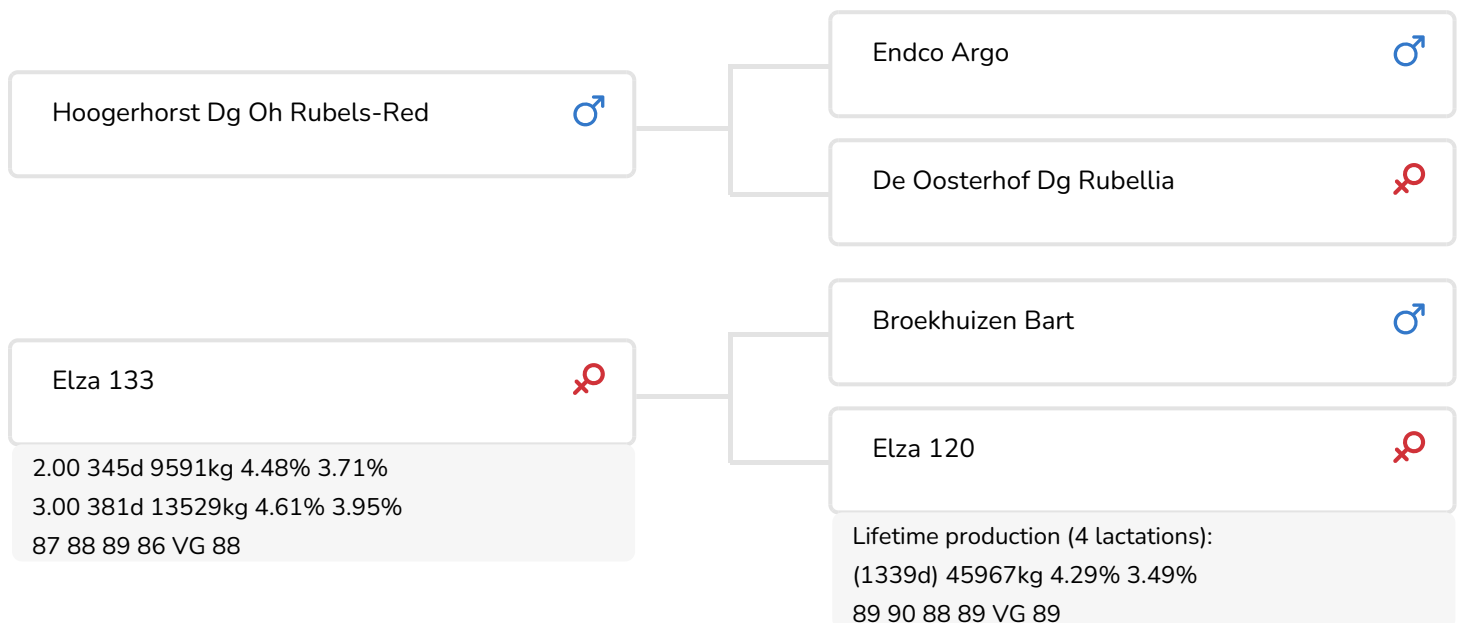 Hoogerhorst Dg Oh Rubels-Red
Endco Argo
De Oosterhof Dg Rubellia
Elza 133
2.00 345d 9591kg 4.48% 3.71%
3.00 381d 13529kg 4.61% 3.95%
87 88 89 86 VG 88
Broekhuizen Bart
Elza 120
Lifetime production (4 lactations):
(1339d) 45967kg 4.29% 3.49%
89 90 88 89 VG 89